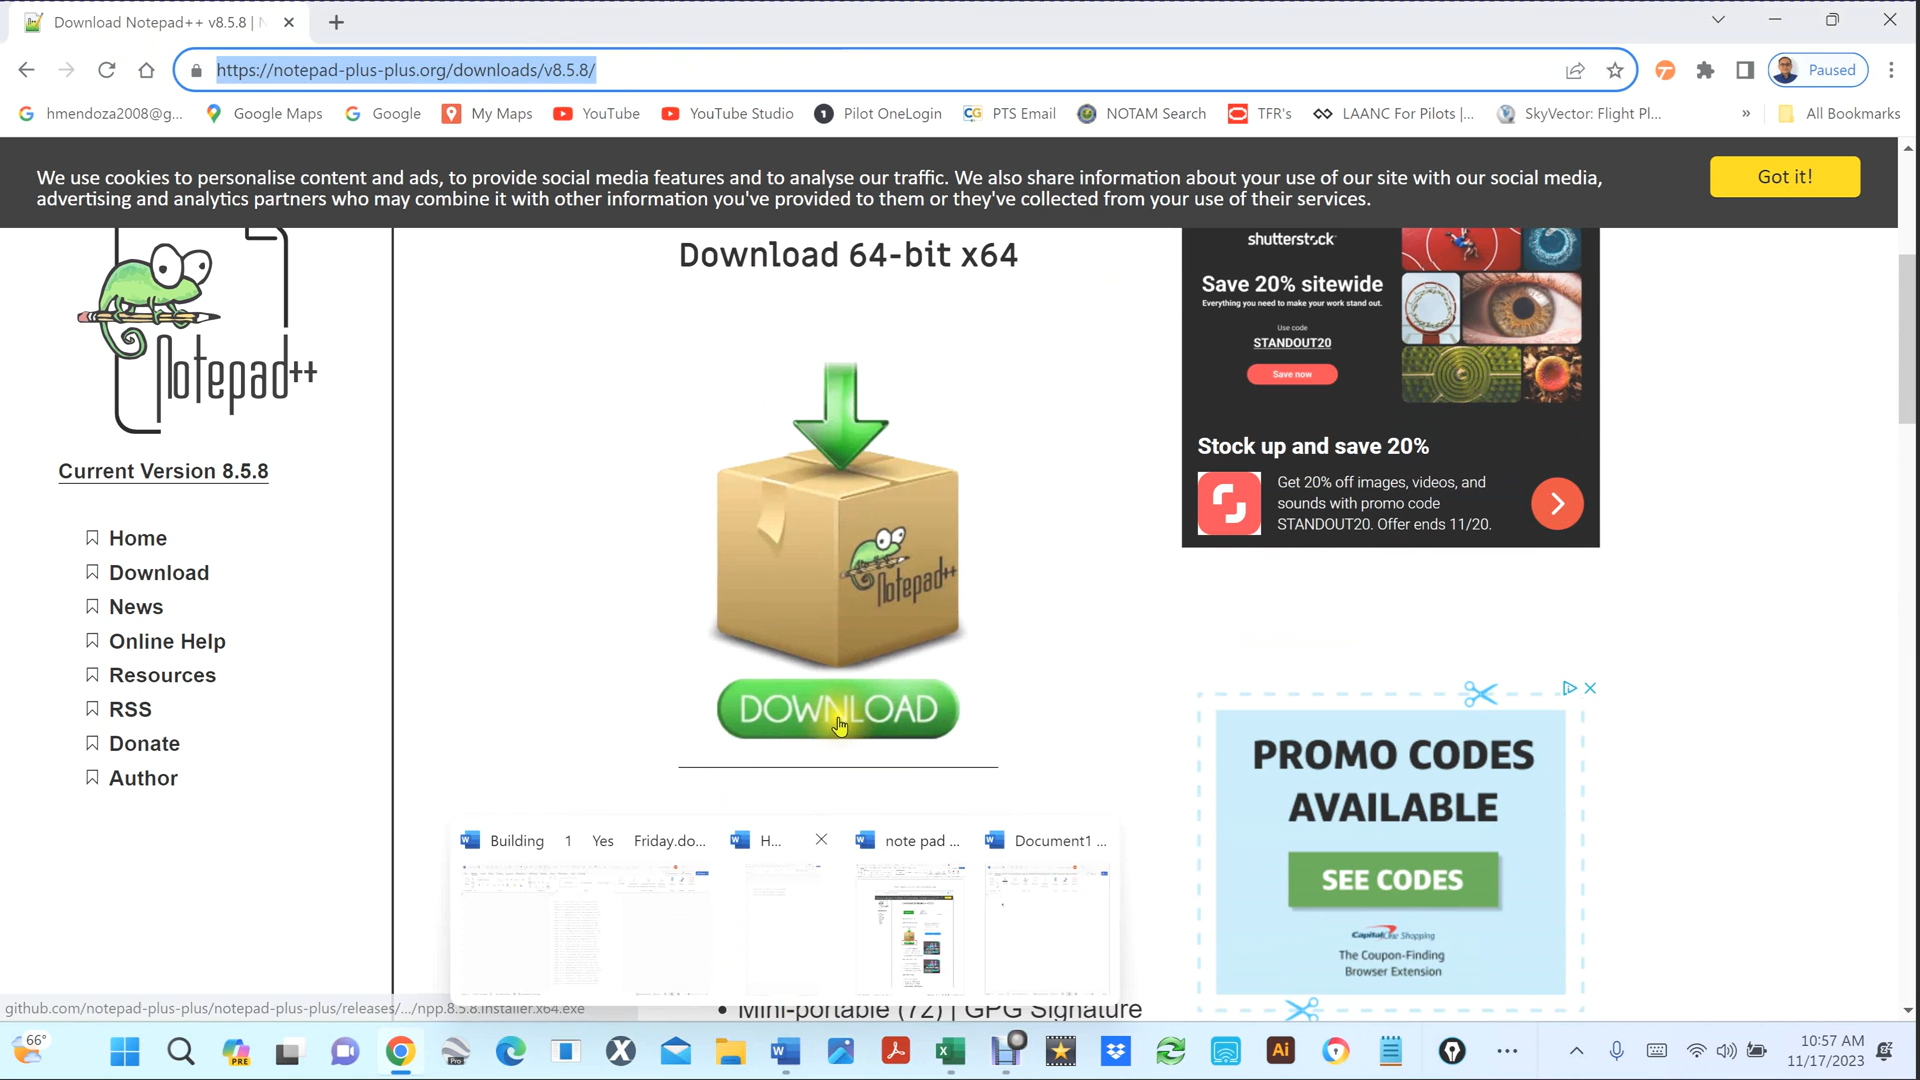 Download Notepad++ v8.5.8 | N
https://notepad-plus-plus.org/downloads/v8.5.8/
Paused
hmendoza2008@g...
Google Maps
Google
My Maps
YouTube
YouTube Studio
Pilot OneLogin
PTS Email
NOTAM Search
TFR's
LAANC For Pilots |...
SkyVector: Flight Pl...
»
All Bookmarks
We use cookies to personalise content and ads, to provide social media features and to analyse our traffic. We also share information about your use of our site with our social media,
advertising and analytics partners who may combine it with other information you've provided to them or they've collected from your use of their services.
Got it!
Notepad++
Current Version 8.5.8
Home
Download
News
Online Help
Resources
RSS
Donate
Author
Download 64-bit x64
Notepad++
DOWNLOAD
shutterstock
Save 20% sitewide
Everything you need to make your work stand out.
Use code
STANDOUT20
Save now
Stock up and save 20%
Get 20% off images, videos, and
sounds with promo code
STANDOUT20. Offer ends 11/20.
PROMO CODES
AVAILABLE
SEE CODES
Capital One Shopping
The Coupon-Finding
Browser Extension
Building 1 Yes Friday.do...
H...
note pad ...
Document1 ...
github.com/notepad-plus-plus/notepad-plus-plus/releases/.../npp.8.5.8.Installer.x64.exe
Mini-portable (7z) | GPG Signature
66°
PRE
Pro
Ai
10:57 AM
11/17/2023